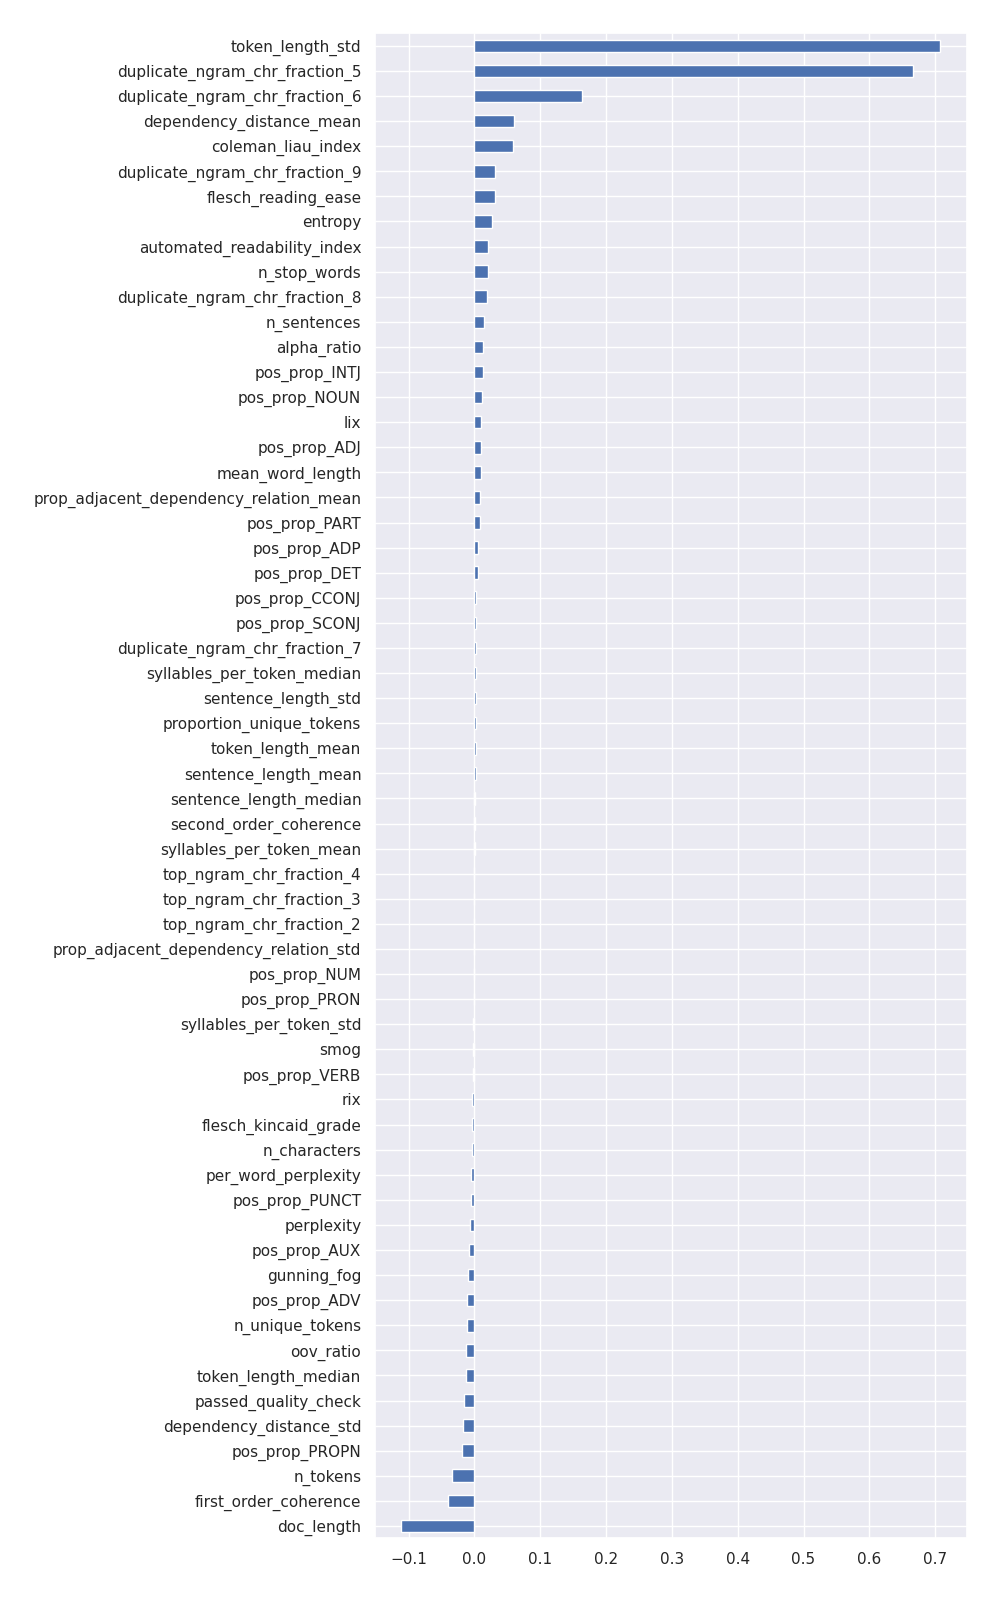 token_length_std
duplicate_ngram_chr_fraction_5
duplicate_ngram_chr_fraction_6
dependency_distance_mean
coleman_liau_index
duplicate_ngram_chr_fraction_9
flesch_reading_ease
entropy
automated_readability_index
n_stop_words
duplicate_ngram_chr_fraction_8
n_sentences
alpha_ratio
pos_prop_INTJ
pos_prop_NOUN
lix
pos_prop_ADJ
mean_word_length
prop_adjacent_dependency_relation_mean
pos_prop_PART
pos_prop_ADP
pos_prop_DET
pos_prop_CCONJ
pos_prop_SCONJ
duplicate_ngram_chr_fraction_7
syllables_per_token_median
sentence_length_std
proportion_unique_tokens
token_length_mean
sentence_length_mean
sentence_length_median
second_order_coherence
syllables_per_token_mean
top_ngram_chr_fraction_4
top_ngram_chr_fraction_3
top_ngram_chr_fraction_2
prop_adjacent_dependency_relation_std
pos_prop_NUM
pos_prop_PRON
syllables_per_token_std
smog
pos_prop_VERB
rix
flesch_kincaid_grade
n_characters
per_word_perplexity
pos_prop_PUNCT
perplexity
pos_prop_AUX
gunning_fog
pos_prop_ADV
n_unique_tokens
oov_ratio
token_length_median
passed_quality_check
dependency_distance_std
pos_prop_PROPN
n_tokens
first_order_coherence
doc_length
−0.1 0.0 0.1 0.2 0.3 0.4 0.5 0.6 0.7